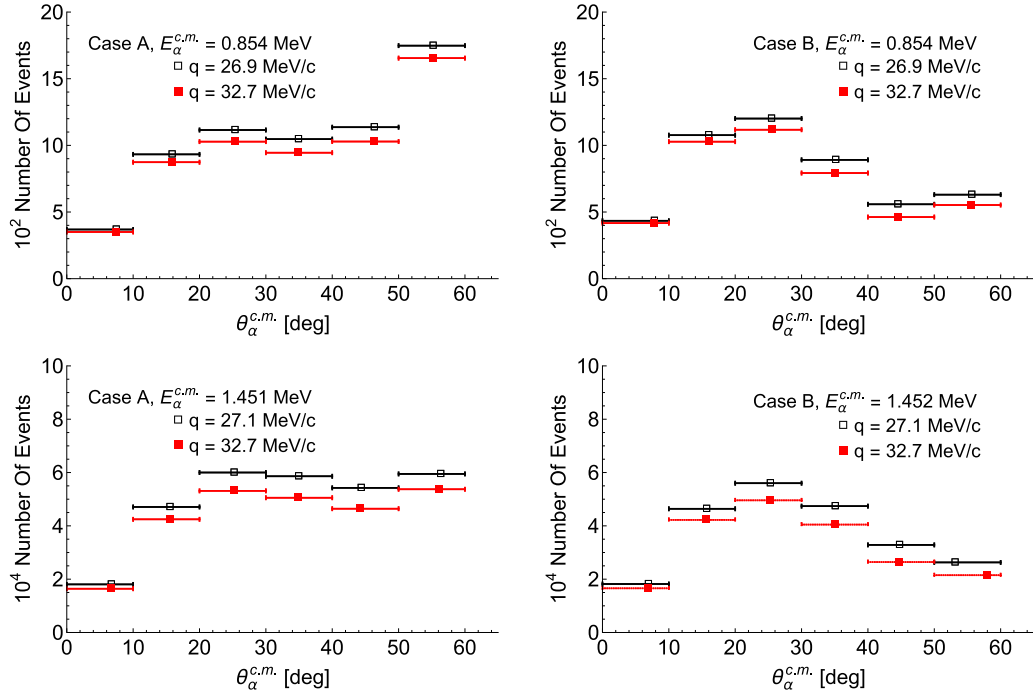 Case A, E_α^{c.m.} = 0.854 MeV
q = 26.9 MeV/c
q = 32.7 MeV/c
10² Number Of Events
20
15
10
5
0
0 10 20 30 40 50 60
θ_α^{c.m.} [deg]
Case B, E_α^{c.m.} = 0.854 MeV
q = 26.9 MeV/c
q = 32.7 MeV/c
10² Number Of Events
20
15
10
5
0
0 10 20 30 40 50 60
θ_α^{c.m.} [deg]
Case A, E_α^{c.m.} = 1.451 MeV
q = 27.1 MeV/c
q = 32.7 MeV/c
10⁴ Number Of Events
10
8
6
4
2
0
0 10 20 30 40 50 60
θ_α^{c.m.} [deg]
Case B, E_α^{c.m.} = 1.452 MeV
q = 27.1 MeV/c
q = 32.7 MeV/c
10⁴ Number Of Events
10
8
6
4
2
0
0 10 20 30 40 50 60
θ_α^{c.m.} [deg]